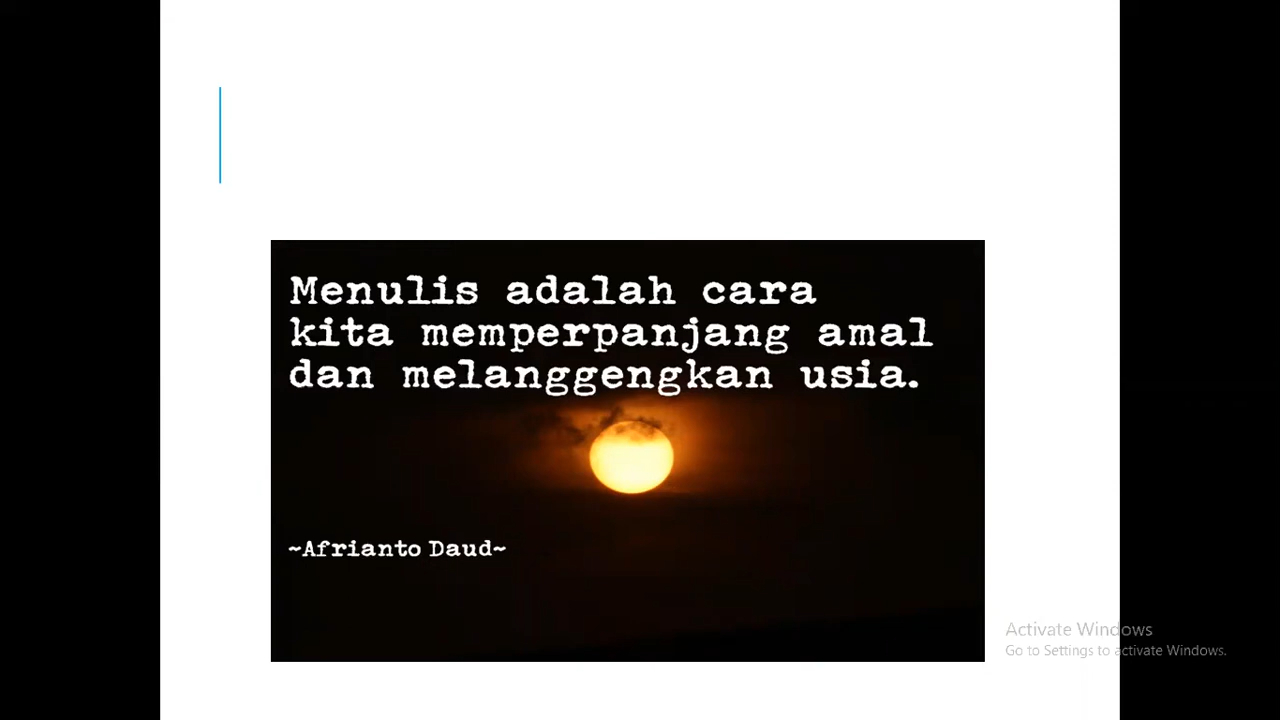 Menulis adalah cara
kita memperpanjang amal
dan melanggengkan usia.
~Afrianto Daud~
Activate Windows
Go to Settings to activate Windows.